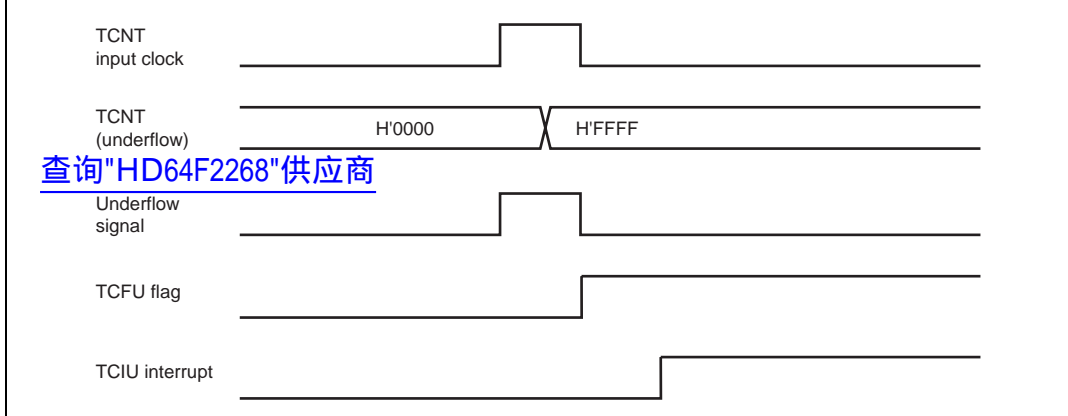 TCNT
input clock
TCNT
(underflow)
H'0000
H'FFFF
查询"HD64F2268"供应商
Underflow
signal
TCFU flag
TCIU interrupt